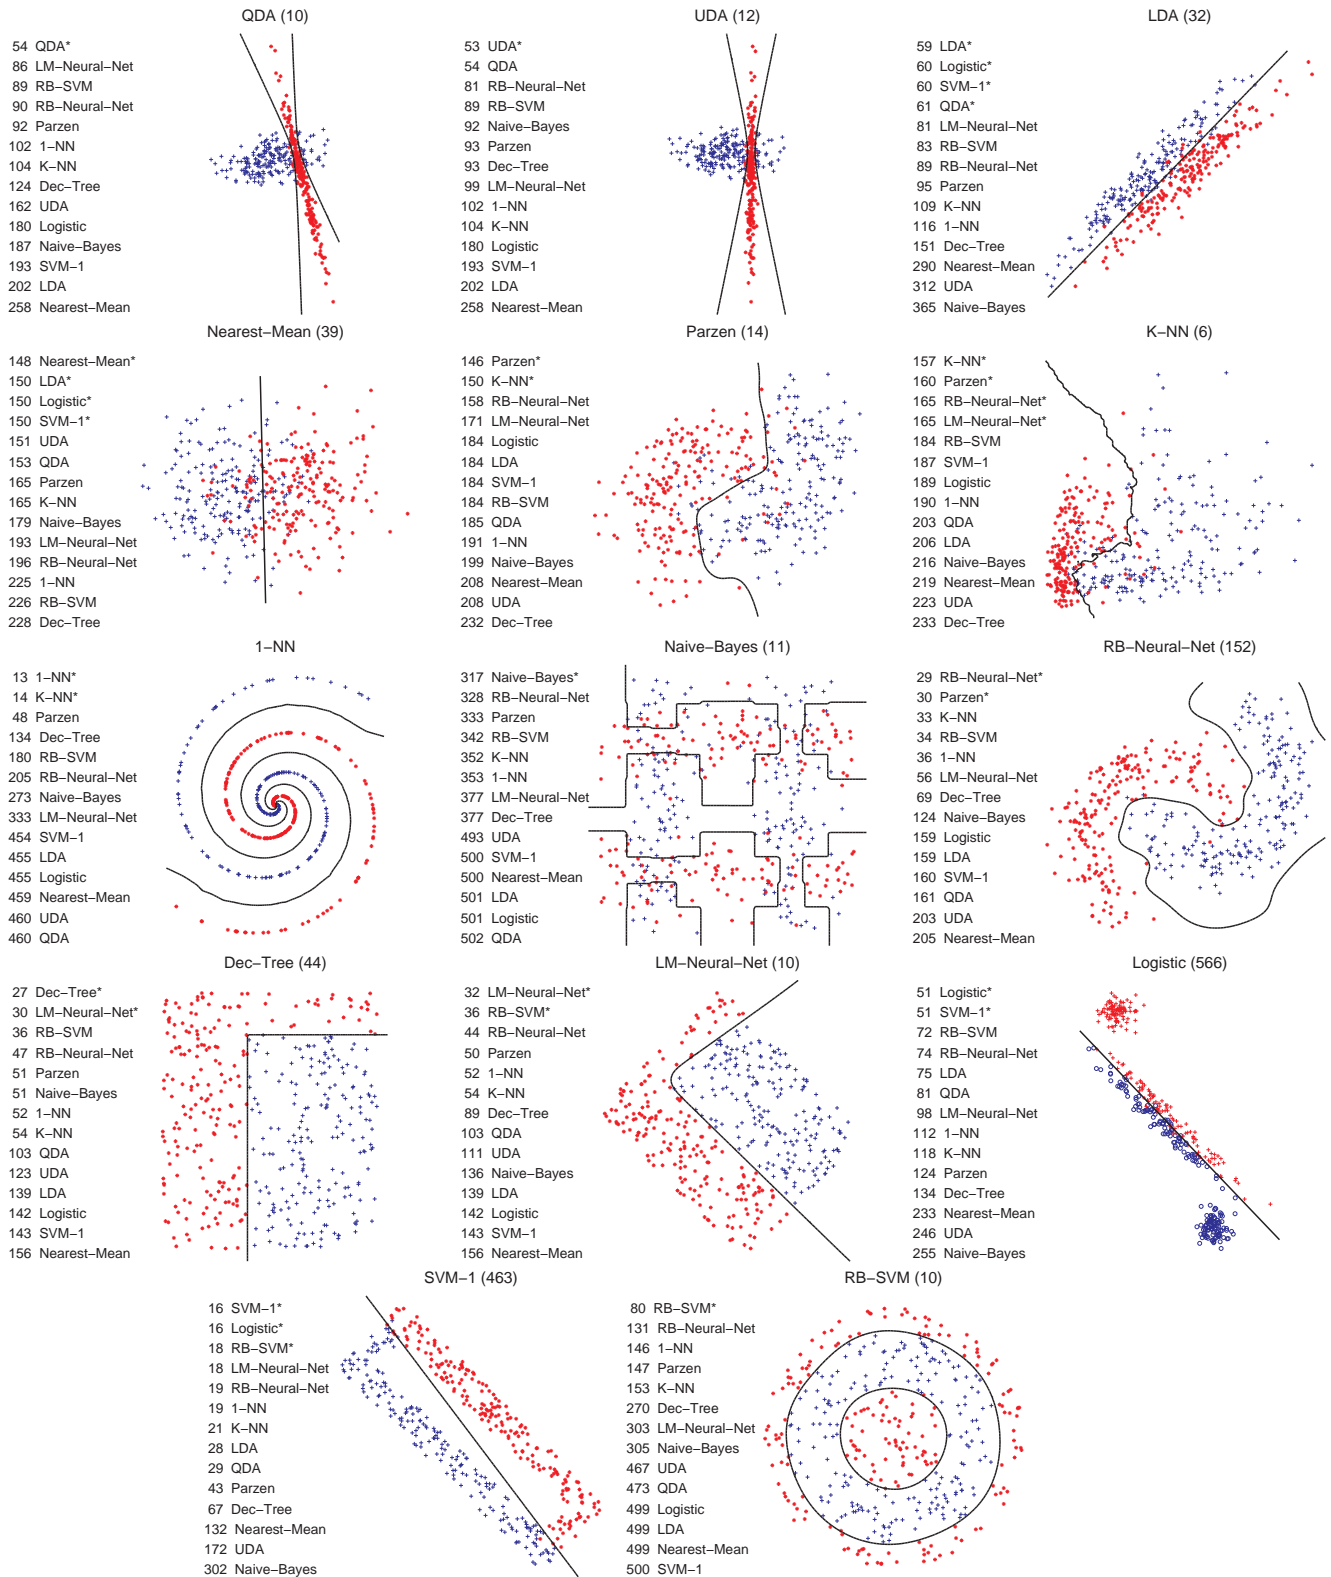 QDA (10)
54 QDA*
86 LM−Neural−Net
89 RB−SVM
90 RB−Neural−Net
92 Parzen
102 1−NN
104 K−NN
124 Dec−Tree
162 UDA
180 Logistic
187 Naive−Bayes
193 SVM−1
202 LDA
258 Nearest−Mean
UDA (12)
53 UDA*
54 QDA
81 RB−Neural−Net
89 RB−SVM
92 Naive−Bayes
93 Parzen
93 Dec−Tree
99 LM−Neural−Net
102 1−NN
104 K−NN
180 Logistic
193 SVM−1
202 LDA
258 Nearest−Mean
LDA (32)
59 LDA*
60 Logistic*
60 SVM−1*
61 QDA*
81 LM−Neural−Net
83 RB−SVM
89 RB−Neural−Net
95 Parzen
109 K−NN
116 1−NN
151 Dec−Tree
290 Nearest−Mean
312 UDA
365 Naive−Bayes
Nearest−Mean (39)
148 Nearest−Mean*
150 LDA*
150 Logistic*
150 SVM−1*
151 UDA
153 QDA
165 Parzen
165 K−NN
179 Naive−Bayes
193 LM−Neural−Net
196 RB−Neural−Net
225 1−NN
226 RB−SVM
228 Dec−Tree
Parzen (14)
146 Parzen*
150 K−NN*
158 RB−Neural−Net
171 LM−Neural−Net
184 Logistic
184 LDA
184 SVM−1
184 RB−SVM
185 QDA
191 1−NN
199 Naive−Bayes
208 Nearest−Mean
208 UDA
232 Dec−Tree
K−NN (6)
157 K−NN*
160 Parzen*
165 RB−Neural−Net*
165 LM−Neural−Net*
184 RB−SVM
187 SVM−1
189 Logistic
190 1−NN
203 QDA
206 LDA
216 Naive−Bayes
219 Nearest−Mean
223 UDA
233 Dec−Tree
1−NN
13 1−NN*
14 K−NN*
48 Parzen
134 Dec−Tree
180 RB−SVM
205 RB−Neural−Net
273 Naive−Bayes
333 LM−Neural−Net
454 SVM−1
455 LDA
455 Logistic
459 Nearest−Mean
460 UDA
460 QDA
Naive−Bayes (11)
317 Naive−Bayes*
328 RB−Neural−Net
333 Parzen
342 RB−SVM
352 K−NN
353 1−NN
377 LM−Neural−Net
377 Dec−Tree
493 UDA
500 SVM−1
500 Nearest−Mean
501 LDA
501 Logistic
502 QDA
RB−Neural−Net (152)
29 RB−Neural−Net*
30 Parzen*
33 K−NN
34 RB−SVM
36 1−NN
56 LM−Neural−Net
69 Dec−Tree
124 Naive−Bayes
159 Logistic
159 LDA
160 SVM−1
161 QDA
203 UDA
205 Nearest−Mean
Dec−Tree (44)
27 Dec−Tree*
30 LM−Neural−Net*
36 RB−SVM
47 RB−Neural−Net
51 Parzen
51 Naive−Bayes
52 1−NN
54 K−NN
103 QDA
123 UDA
139 LDA
142 Logistic
143 SVM−1
156 Nearest−Mean
LM−Neural−Net (10)
32 LM−Neural−Net*
36 RB−SVM*
44 RB−Neural−Net
50 Parzen
52 1−NN
54 K−NN
89 Dec−Tree
103 QDA
111 UDA
136 Naive−Bayes
139 LDA
142 Logistic
143 SVM−1
156 Nearest−Mean
Logistic (566)
51 Logistic*
51 SVM−1*
72 RB−SVM
74 RB−Neural−Net
75 LDA
81 QDA
98 LM−Neural−Net
112 1−NN
118 K−NN
124 Parzen
134 Dec−Tree
233 Nearest−Mean
246 UDA
255 Naive−Bayes
SVM−1 (463)
16 SVM−1*
16 Logistic*
18 RB−SVM*
18 LM−Neural−Net
19 RB−Neural−Net
19 1−NN
21 K−NN
28 LDA
29 QDA
43 Parzen
67 Dec−Tree
132 Nearest−Mean
172 UDA
302 Naive−Bayes
RB−SVM (10)
80 RB−SVM*
131 RB−Neural−Net
146 1−NN
147 Parzen
153 K−NN
270 Dec−Tree
303 LM−Neural−Net
305 Naive−Bayes
467 UDA
473 QDA
499 Logistic
499 LDA
499 Nearest−Mean
500 SVM−1